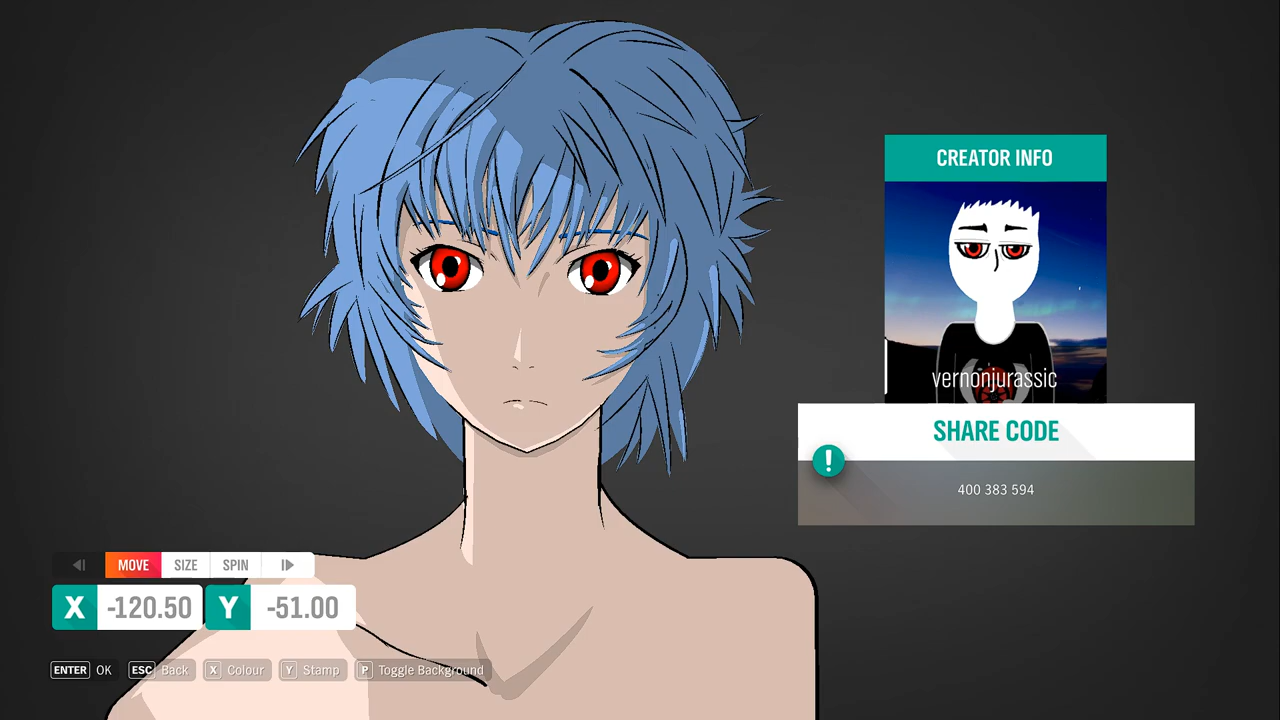 CREATOR INFO
vernonjurassic
SHARE CODE
!
400 383 594
MOVE SIZE SPIN
X -120.50 Y -51.00
ENTER OK ESC Back X Colour Y Stamp P Toggle Background